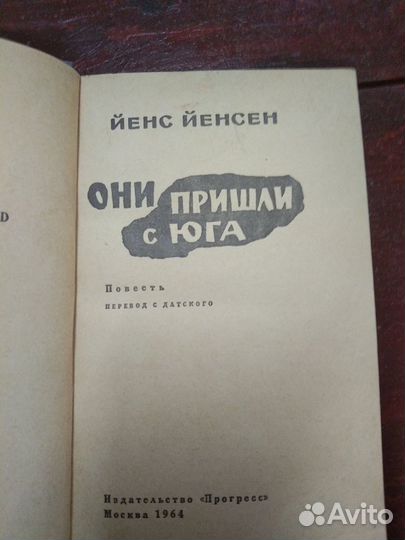 D
ЙЕНС ЙЕНСЕН
ОНИ ПРИШЛИ
С ЮГА
Повесть
ПЕРЕВОД С ДАТСКОГО
Издательство «Прогресс»
Москва 1964
Avito